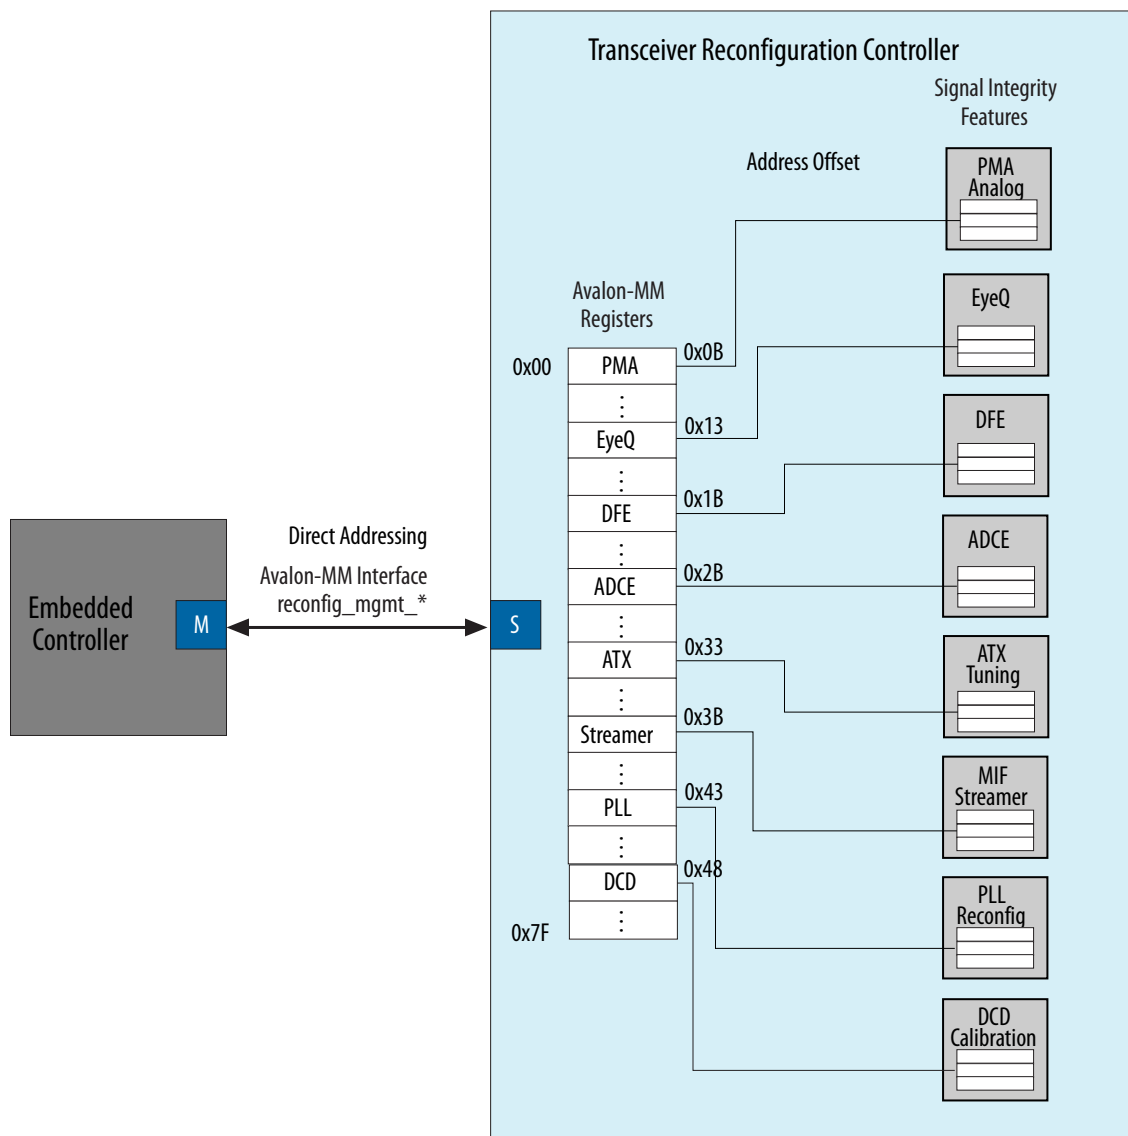 Transceiver Reconfiguration Controller
Signal Integrity
Features
Address Offset
PMA
Analog
EyeQ
DFE
ADCE
ATX
Tuning
MIF
Streamer
PLL
Reconfig
DCD
Calibration
Avalon-MM
Registers
0x00
PMA
0x0B
⋮
EyeQ
0x13
⋮
DFE
0x1B
⋮
ADCE
0x2B
⋮
ATX
0x33
⋮
Streamer
0x3B
⋮
PLL
0x43
⋮
DCD
0x48
⋮
0x7F
Direct Addressing
Avalon-MM Interface
reconfig_mgmt_*
Embedded
Controller
M
S